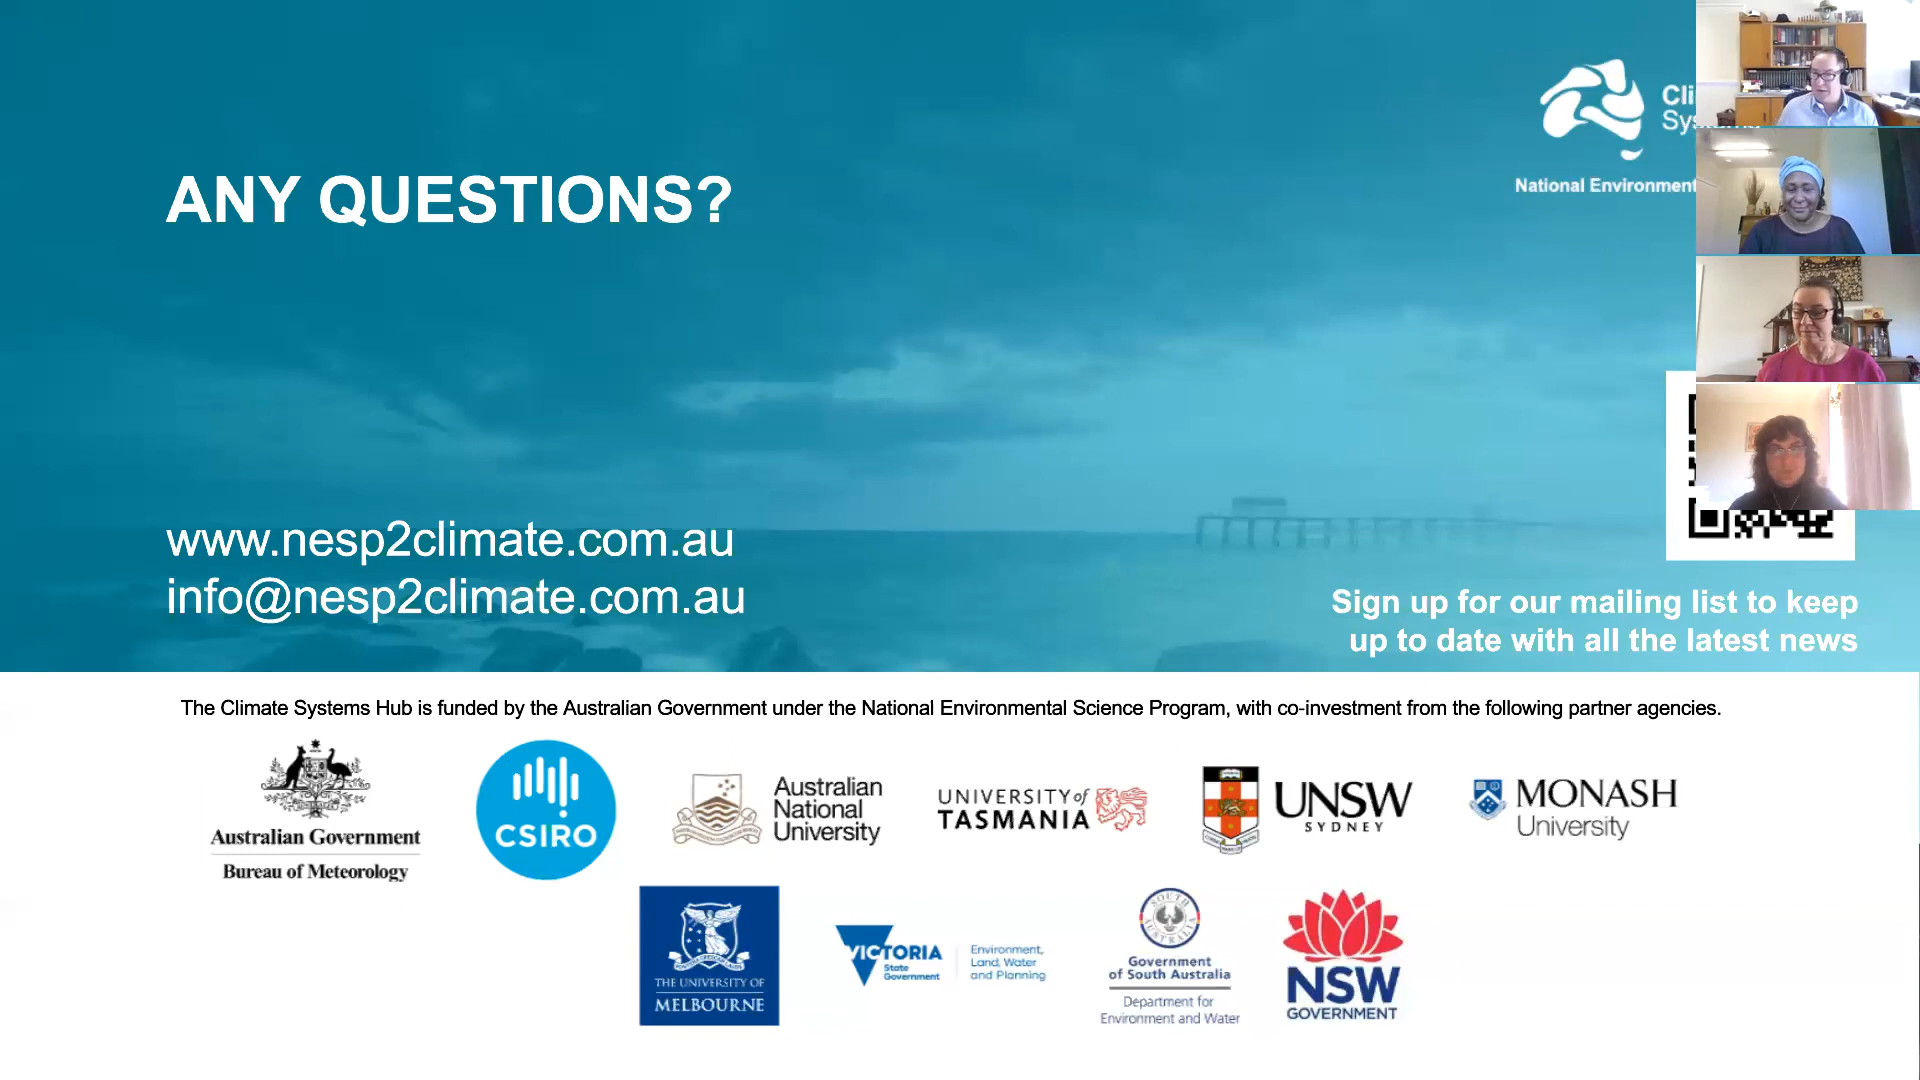 ANY QUESTIONS?
National Environment
www.nesp2climate.com.au
info@nesp2climate.com.au
Sign up for our mailing list to keep
up to date with all the latest news
The Climate Systems Hub is funded by the Australian Government under the National Environmental Science Program, with co-investment from the following partner agencies.
Australian Government
Bureau of Meteorology
CSIRO
Australian
National
University
UNIVERSITY of
TASMANIA
UNSW
SYDNEY
MONASH
University
THE UNIVERSITY OF
MELBOURNE
VICTORIA
State
Government
Environment,
Land, Water
and Planning
SOUTH
AUSTRALIA
Government
of South Australia
Department for
Environment and Water
NSW
GOVERNMENT